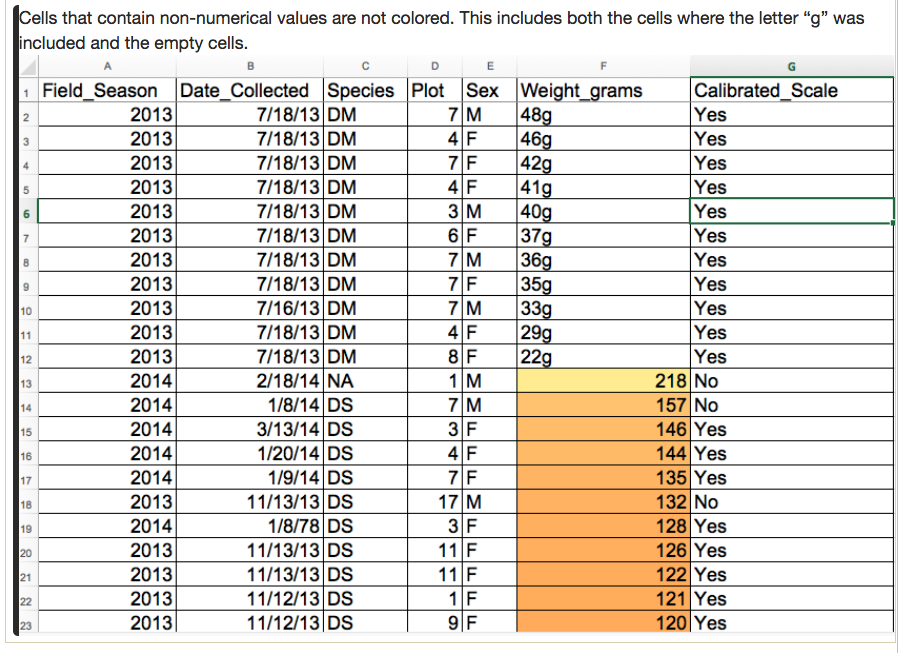 Cells that contain non-numerical values are not colored. This includes both the cells where the letter “g” was
included and the empty cells.
A B C D E F G
1 Field_Season Date_Collected Species Plot Sex Weight_grams Calibrated_Scale
2 2013 7/18/13 DM 7 M 48g Yes
3 2013 7/18/13 DM 4 F 46g Yes
4 2013 7/18/13 DM 7 F 42g Yes
5 2013 7/18/13 DM 4 F 41g Yes
6 2013 7/18/13 DM 3 M 40g Yes
7 2013 7/18/13 DM 6 F 37g Yes
8 2013 7/18/13 DM 7 M 36g Yes
9 2013 7/18/13 DM 7 F 35g Yes
10 2013 7/16/13 DM 7 M 33g Yes
11 2013 7/18/13 DM 4 F 29g Yes
12 2013 7/18/13 DM 8 F 22g Yes
13 2014 2/18/14 NA 1 M 218 No
14 2014 1/8/14 DS 7 M 157 No
15 2014 3/13/14 DS 3 F 146 Yes
16 2014 1/20/14 DS 4 F 144 Yes
17 2014 1/9/14 DS 7 F 135 Yes
18 2013 11/13/13 DS 17 M 132 No
19 2014 1/8/78 DS 3 F 128 Yes
20 2013 11/13/13 DS 11 F 126 Yes
21 2013 11/13/13 DS 11 F 122 Yes
22 2013 11/12/13 DS 1 F 121 Yes
23 2013 11/12/13 DS 9 F 120 Yes